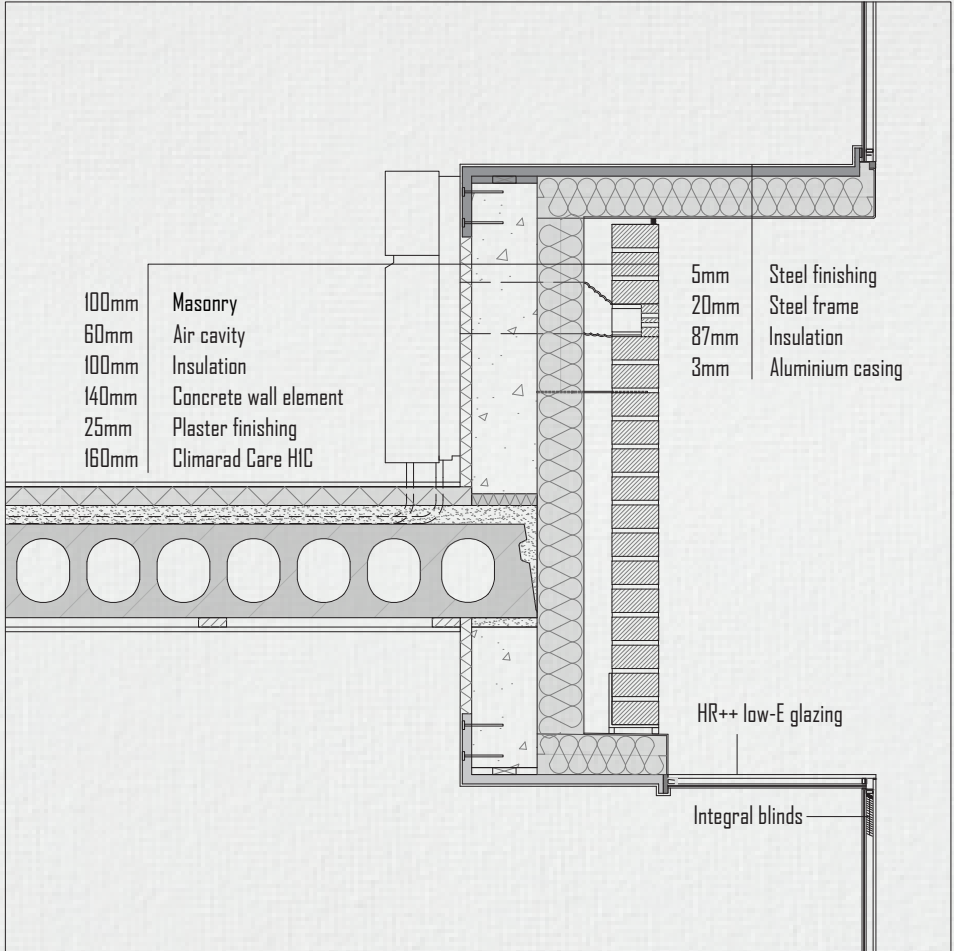 100mm Masonry
60mm Air cavity
100mm Insulation
140mm Concrete wall element
25mm Plaster finishing
160mm Climarad Care H1C
5mm Steel finishing
20mm Steel frame
87mm Insulation
3mm Aluminium casing
HR++ low-E glazing
Integral blinds